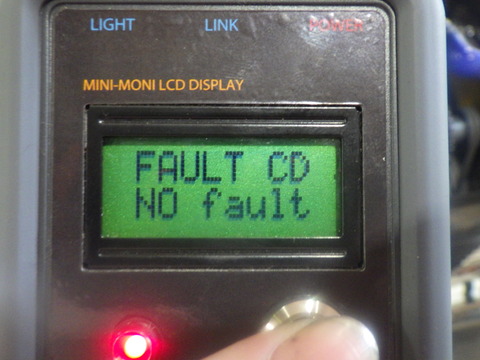 LIGHT LINK POWER
MINI-MONI LCD DISPLAY
FAULT CD
NO fault